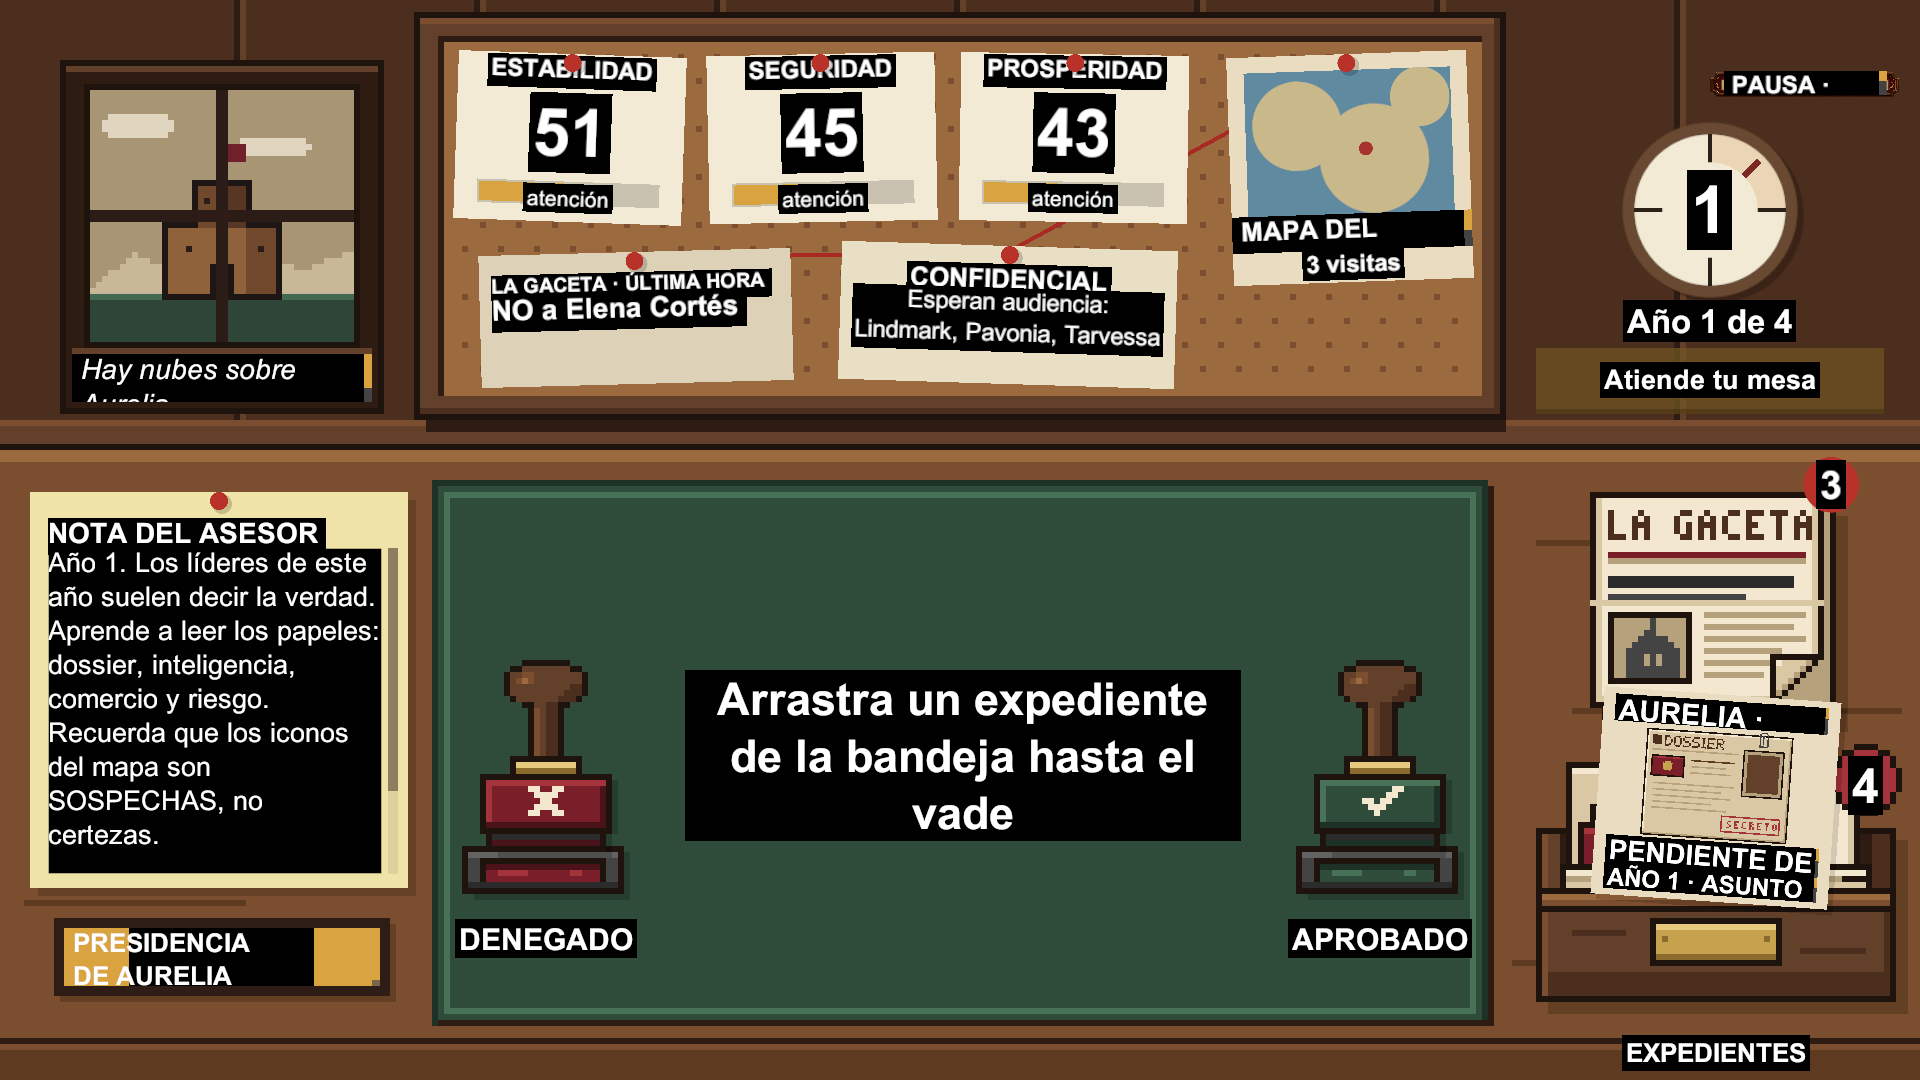 ESTABILIDAD
51
atención
SEGURIDAD
45
atención
PROSPERIDAD
43
atención
MAPA DEL
3 visitas
PAUSA ·
1
Año 1 de 4
Atiende tu mesa
LA GACETA · ÚLTIMA HORA
NO a Elena Cortés
CONFIDENCIAL
Esperan audiencia:
Lindmark, Pavonia, Tarvessa
Hay nubes sobre
Aurelia
NOTA DEL ASESOR
Año 1. Los líderes de este
año suelen decir la verdad.
Aprende a leer los papeles:
dossier, inteligencia,
comercio y riesgo.
Recuerda que los iconos
del mapa son
SOSPECHAS, no
certezas.
PRESIDENCIA
DE AURELIA
Arrastra un expediente
de la bandeja hasta el
vade
DENEGADO
APROBADO
3
LA GACETA
AURELIA ·
DOSSIER
SECRETO
4
PENDIENTE DE
AÑO 1 · ASUNTO
EXPEDIENTES